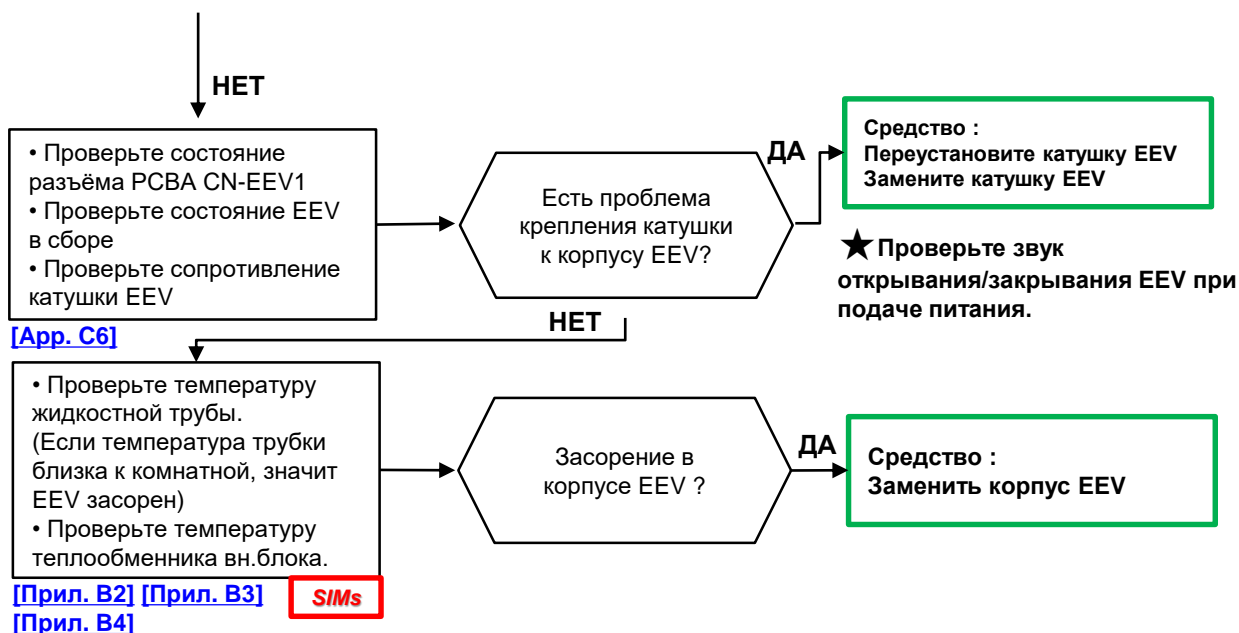 НЕТ
• Проверьте состояние
разъёма PCBA CN-EEV1
• Проверьте состояние EEV
в сборе
• Проверьте сопротивление
катушки EEV
[App. C6]
Есть проблема
крепления катушки
к корпусу EEV?
ДА
Средство :
Переустановите катушку EEV
Замените катушку EEV
★ Проверьте звук
открывания/закрывания EEV при
подаче питания.
НЕТ
• Проверьте температуру
жидкостной трубы.
(Если температура трубки
близка к комнатной, значит
EEV засорен)
• Проверьте температуру
теплообменника вн.блока.
[Прил. B2] [Прил. B3]
[Прил. B4]
SIMs
Засорение в
корпусе EEV ?
ДА
Средство :
Заменить корпус EEV